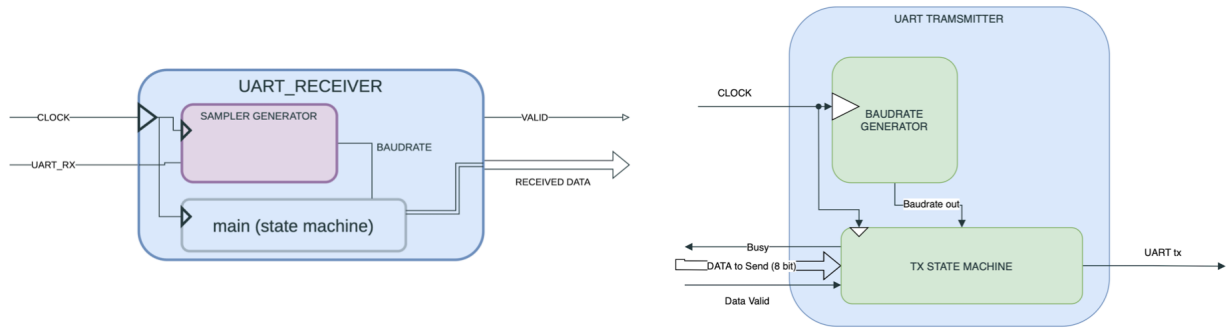 UART_RECEIVER
CLOCK
SAMPLER GENERATOR
VALID
UART_RX
BAUDRATE
RECEIVED DATA
main (state machine)
UART TRAMSMITTER
CLOCK
BAUDRATE
GENERATOR
Baudrate out
Busy
DATA to Send (8 bit)
TX STATE MACHINE
UART tx
Data Valid